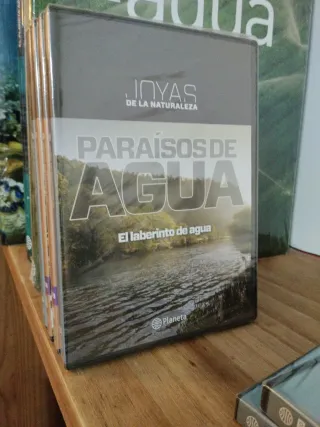 agua
JOYAS
DE LA NATURALEZA
PARAÍSOS DE
AGUA
El laberinto de agua
Planeta